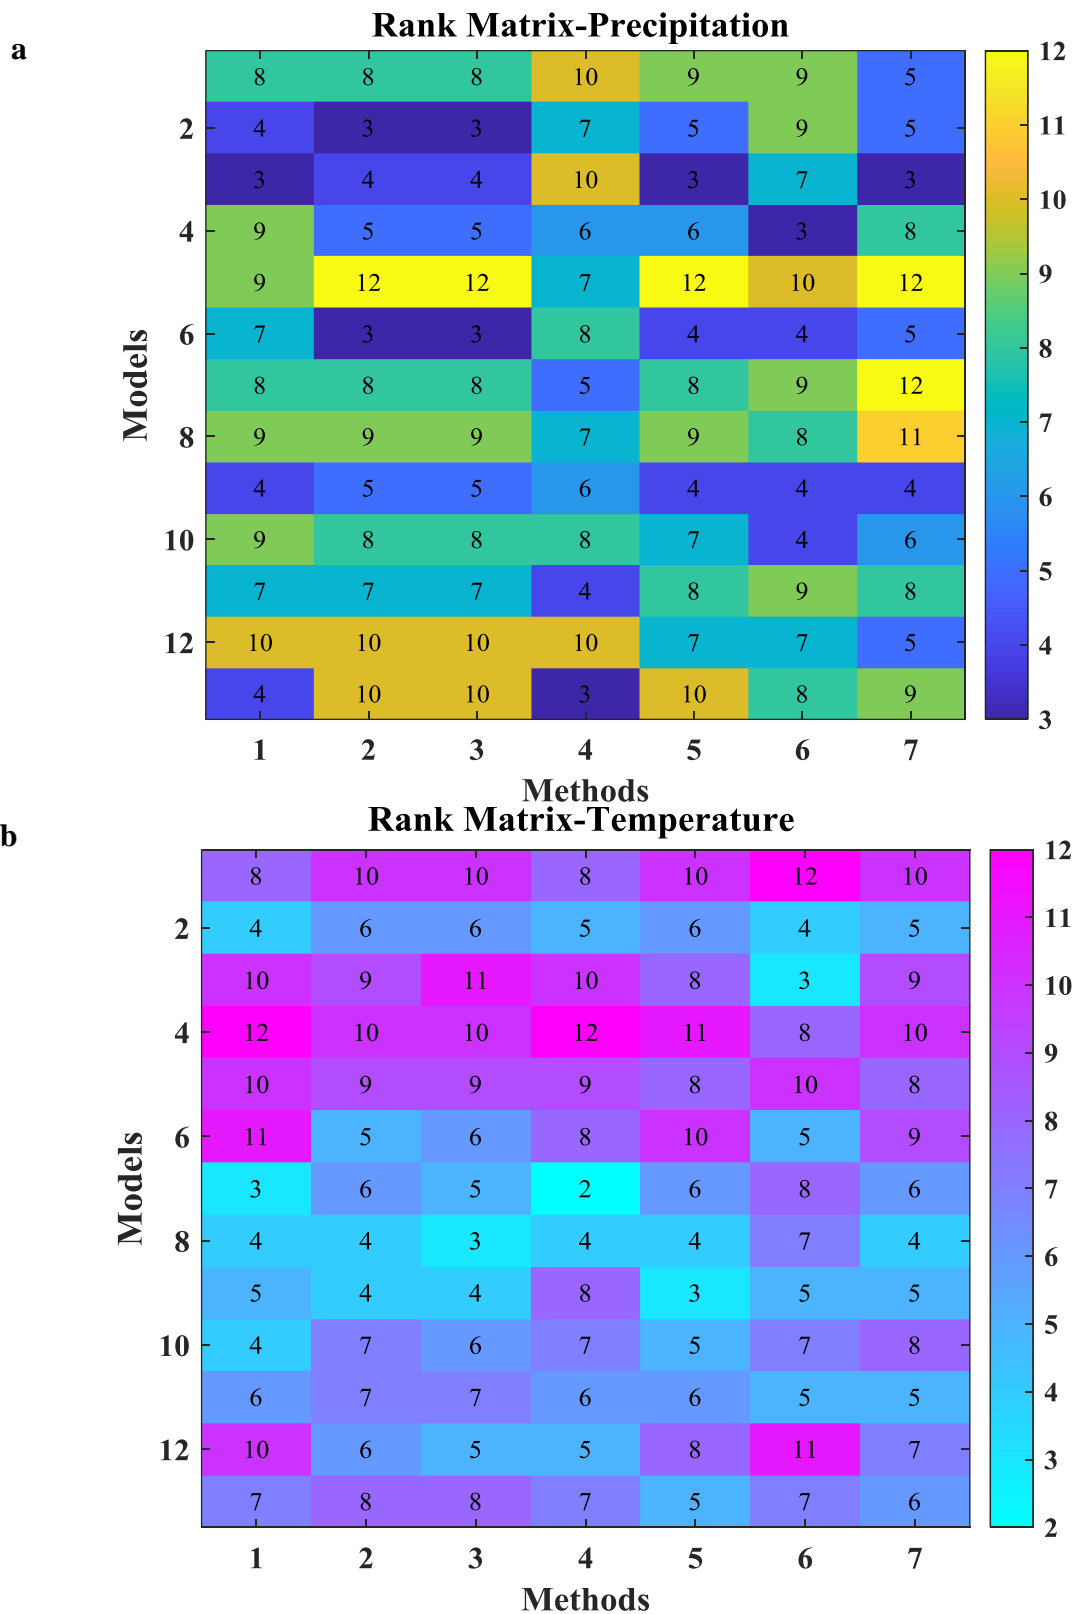 a
Rank Matrix-Precipitation
8 8 8 10 9 9 5
2 4 3 3 7 5 9 5
3 4 4 10 3 7 3
4 9 5 5 6 6 3 8
9 12 12 7 12 10 12
6 7 3 3 8 4 4 5
8 8 8 5 8 9 12
8 9 9 9 7 9 8 11
4 5 5 6 4 4 4
10 9 8 8 8 7 4 6
7 7 7 4 8 9 8
12 10 10 10 10 7 7 5
4 10 10 3 10 8 9
1 2 3 4 5 6 7
Models
Methods
12
11
10
9
8
7
6
5
4
3
b
Rank Matrix-Temperature
8 10 10 8 10 12 10
2 4 6 6 5 6 4 5
10 9 11 10 8 3 9
4 12 10 10 12 11 8 10
10 9 9 9 8 10 8
6 11 5 6 8 10 5 9
3 6 5 2 6 8 6
8 4 4 3 4 4 7 4
5 4 4 8 3 5 5
10 4 7 6 7 5 7 8
6 7 7 6 6 5 5
12 10 6 5 5 8 11 7
7 8 8 7 5 7 6
1 2 3 4 5 6 7
Models
Methods
12
11
10
9
8
7
6
5
4
3
2